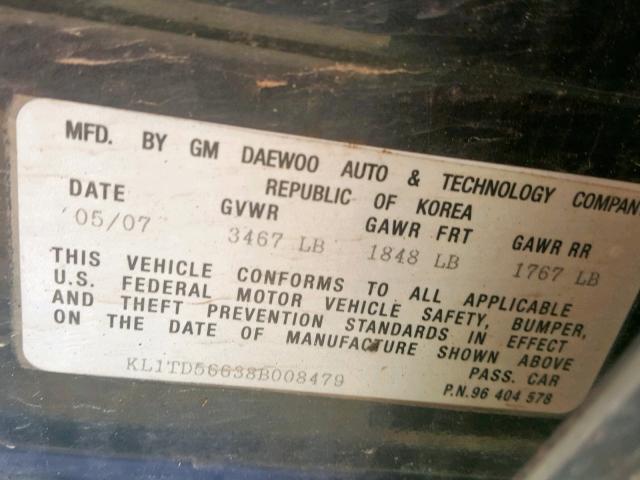 MFD. BY GM DAEWOO AUTO & TECHNOLOGY COMPAN
REPUBLIC OF KOREA
DATE GVWR GAWR FRT GAWR RR
05/07 3467 LB 1848 LB 1767 LB
THIS VEHICLE CONFORMS TO ALL APPLICABLE
U.S. FEDERAL MOTOR VEHICLE SAFETY, BUMPER,
AND THEFT PREVENTION STANDARDS IN EFFECT
ON THE DATE OF MANUFACTURE SHOWN ABOVE
KL1TD56638B008479 PASS. CAR
P.N.96 404 578